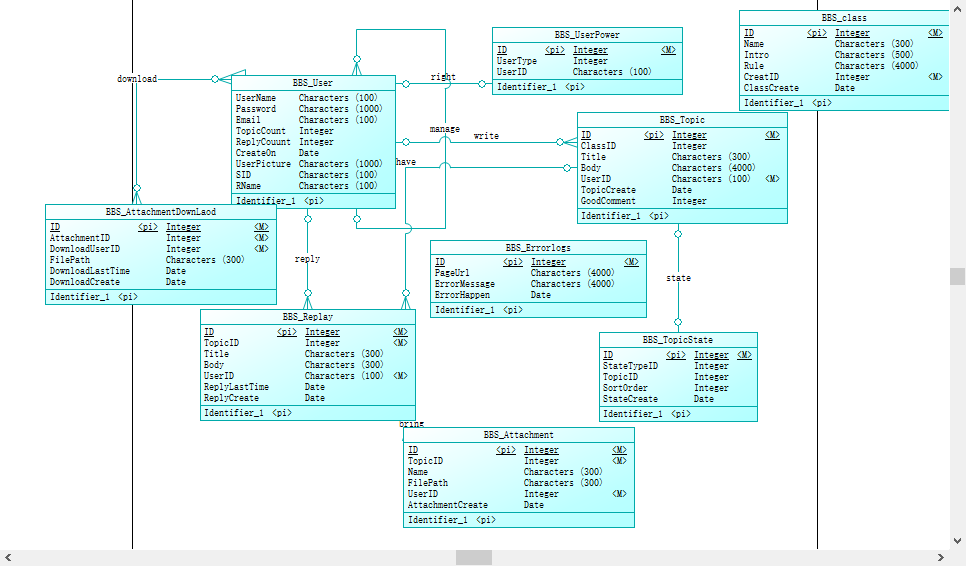 BBS_UserPower
ID <pi> Integer <M>
UserType Integer
UserID Characters (100)
Identifier_1 <pi>
BBS_class
ID <pi> Integer <M>
Name Characters (300)
Intro Characters (500)
Rule Characters (4000)
CreatID Integer <M>
ClassCreate Date
Identifier_1 <pi>
download
right
manage
write
have
BBS_User
UserName Characters (100)
Password Characters (1000)
Email Characters (100)
TopicCount Integer
ReplyCount Integer
CreateOn Date
UserPicture Characters (1000)
SID Characters (100)
RName Characters (100)
Identifier_1 <pi>
BBS_Topic
ID <pi> Integer <M>
ClassID Integer
Title Characters (300)
Body Characters (4000)
UserID Characters (100) <M>
TopicCreate Date
GoodComment Integer
Identifier_1 <pi>
BBS_AttachmentDownLaod
ID <pi> Integer <M>
AttachmentID Integer <M>
DownloadUserID Integer <M>
FilePath Characters (300)
DownloadLastTime Date
DownloadCreate Date
Identifier_1 <pi>
reply
BBS_Errorlogs
ID <pi> Integer <M>
PageUrl Characters (4000)
ErrorMessage Characters (4000)
ErrorHappen Date
Identifier_1 <pi>
state
BBS_Replay
ID <pi> Integer <M>
TopicID Integer <M>
Title Characters (300)
Body Characters (300)
UserID Characters (100) <M>
ReplyLastTime Date
ReplyCreate Date
Identifier_1 <pi>
BBS_TopicState
ID <pi> Integer <M>
StateTypeID Integer
TopicID Integer
SortOrder Integer
StateCreate Date
Identifier_1 <pi>
BBS_Attachment
ID <pi> Integer <M>
TopicID Integer <M>
Name Characters (300)
FilePath Characters (300)
UserID Integer <M>
AttachmentCreate Date
Identifier_1 <pi>